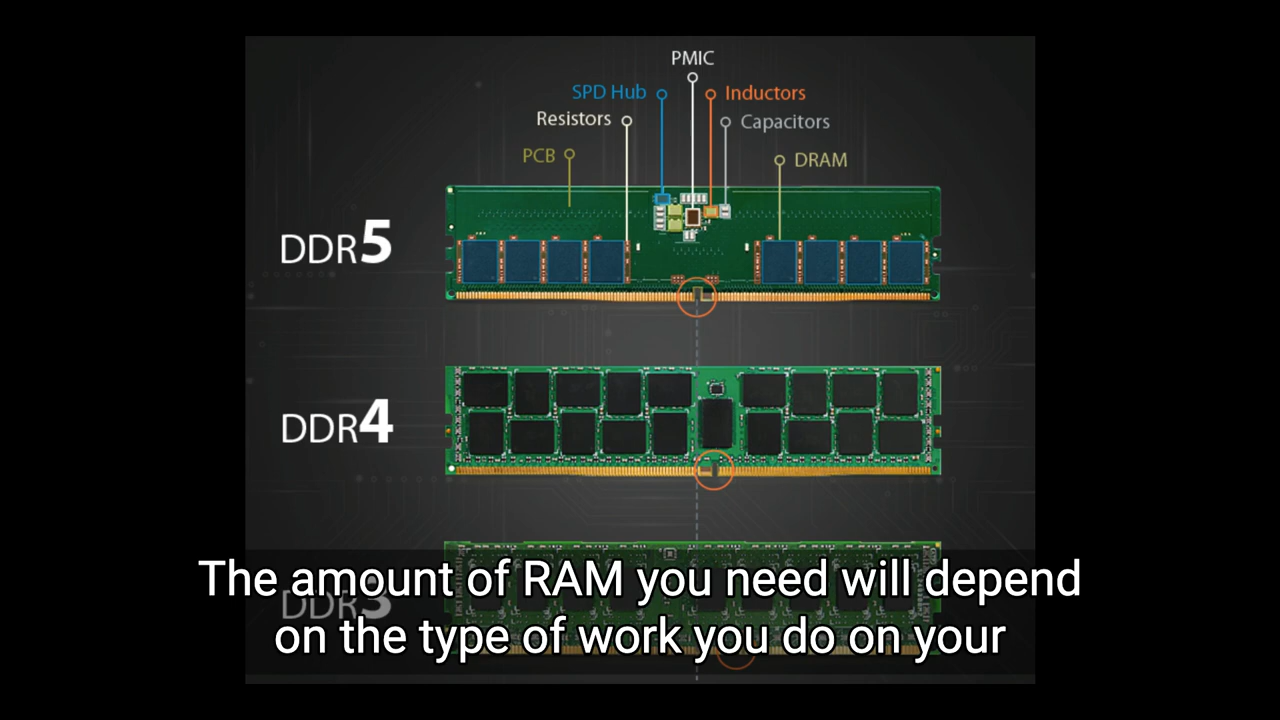 PMIC
SPD Hub
Inductors
Resistors
Capacitors
PCB
DRAM
DDR5
DDR4
DDR3
The amount of RAM you need will depend
on the type of work you do on your